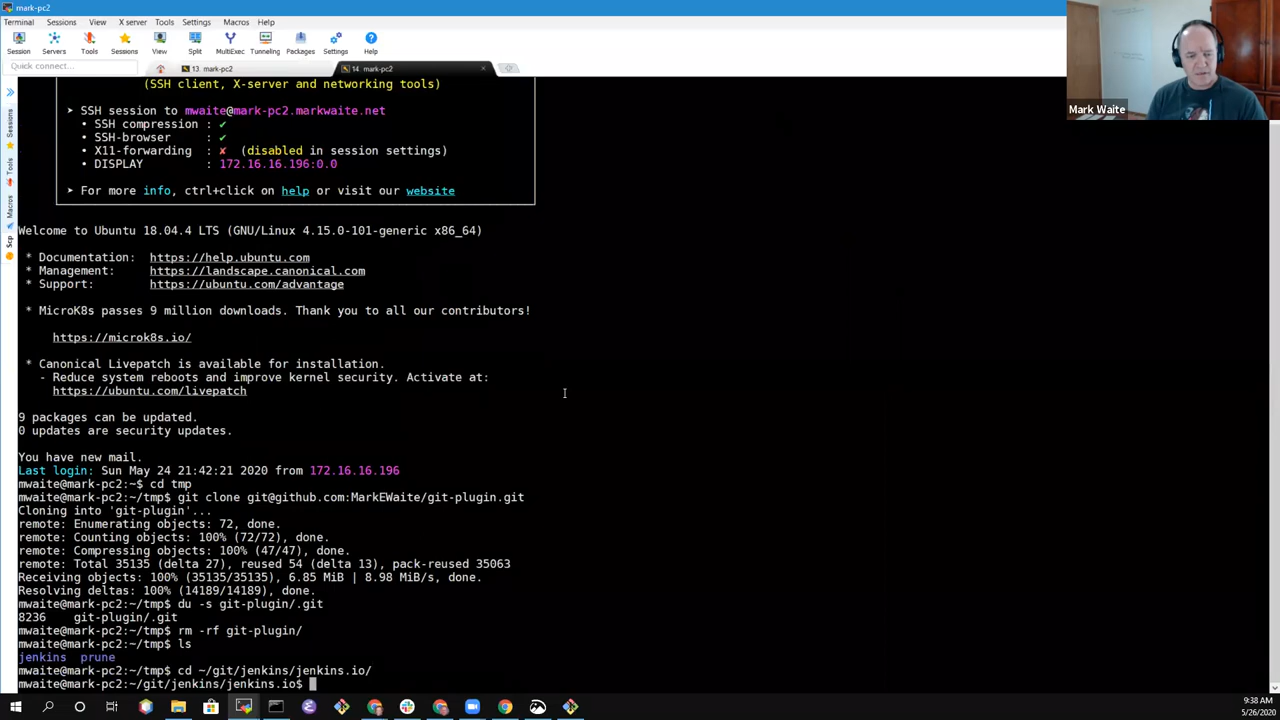 mark-pc2
Terminal Sessions View X server Tools Settings Macros Help
Session Servers Tools Sessions View Split MultiExec Tunneling Packages Settings Help
Quick connect...
13. mark-pc2
14. mark-pc2
Mark Waite
Sessions
Tools
Macros
Scp
(SSH client, X-server and networking tools)
➤ SSH session to mwaite@mark-pc2.markwaite.net
• SSH compression : ✔
• SSH-browser : ✔
• X11-forwarding : ✘ (disabled in session settings)
• DISPLAY : 172.16.16.196:0.0
➤ For more info, ctrl+click on help or visit our website
Welcome to Ubuntu 18.04.4 LTS (GNU/Linux 4.15.0-101-generic x86_64)
* Documentation: https://help.ubuntu.com
* Management: https://landscape.canonical.com
* Support: https://ubuntu.com/advantage
* MicroK8s passes 9 million downloads. Thank you to all our contributors!
https://microk8s.io/
* Canonical Livepatch is available for installation.
- Reduce system reboots and improve kernel security. Activate at:
https://ubuntu.com/livepatch
9 packages can be updated.
0 updates are security updates.
You have new mail.
Last login: Sun May 24 21:42:21 2020 from 172.16.16.196
mwaite@mark-pc2:~$ cd tmp
mwaite@mark-pc2:~/tmp$ git clone git@github.com:MarkEWaite/git-plugin.git
Cloning into 'git-plugin'...
remote: Enumerating objects: 72, done.
remote: Counting objects: 100% (72/72), done.
remote: Compressing objects: 100% (47/47), done.
remote: Total 35135 (delta 27), reused 54 (delta 13), pack-reused 35063
Receiving objects: 100% (35135/35135), 6.85 MiB | 8.98 MiB/s, done.
Resolving deltas: 100% (14189/14189), done.
mwaite@mark-pc2:~/tmp$ du -s git-plugin/.git
8236 git-plugin/.git
mwaite@mark-pc2:~/tmp$ rm -rf git-plugin/
mwaite@mark-pc2:~/tmp$ ls
jenkins prune
mwaite@mark-pc2:~/tmp$ cd ~/git/jenkins/jenkins.io/
mwaite@mark-pc2:~/git/jenkins/jenkins.io$
9:38 AM
5/26/2020